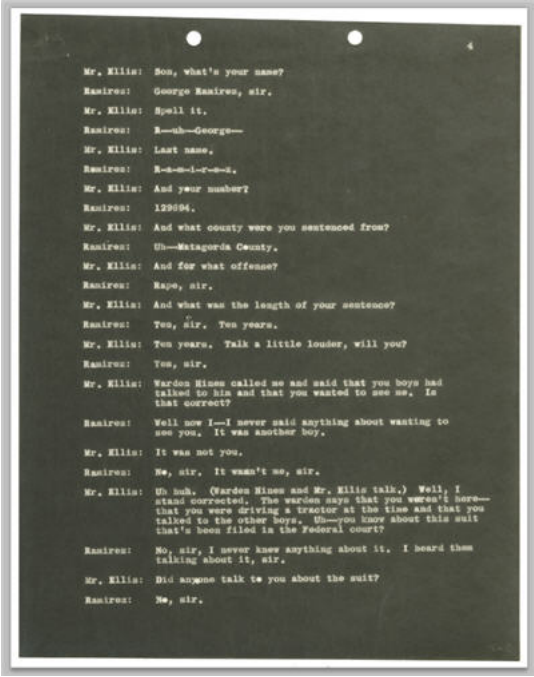 4
Mr. Ellis: Son, what's your name?
Ramirez: George Ramirez, sir.
Mr. Ellis: Spell it.
Ramirez: R--uh--George--
Mr. Ellis: Last name.
Ramirez: R-a-m-i-r-e-z.
Mr. Ellis: And your number?
Ramirez: 129694.
Mr. Ellis: And what county were you sentenced from?
Ramirez: Uh--Matagorda County.
Mr. Ellis: And for what offense?
Ramirez: Rape, sir.
Mr. Ellis: And what was the length of your sentence?
Ramirez: Ten, sir. Ten years.
Mr. Ellis: Ten years. Talk a little louder, will you?
Ramirez: Yes, sir.
Mr. Ellis: Warden Hines called me and said that you boys had
talked to him and that you wanted to see me. Is
that correct?
Ramirez: Well now I--I never said anything about wanting to
see you. It was another boy.
Mr. Ellis: It was not you.
Ramirez: No, sir. It wasn't me, sir.
Mr. Ellis: Uh huh. (Warden Hines and Mr. Ellis talk.) Well, I
stand corrected. The warden says that you weren't here--
that you were driving a tractor at the time and that you
talked to the other boys. Uh--you know about this suit
that's been filed in the Federal court?
Ramirez: No, sir, I never knew anything about it. I heard them
talking about it, sir.
Mr. Ellis: Did anyone talk to you about the suit?
Ramirez: No, sir.